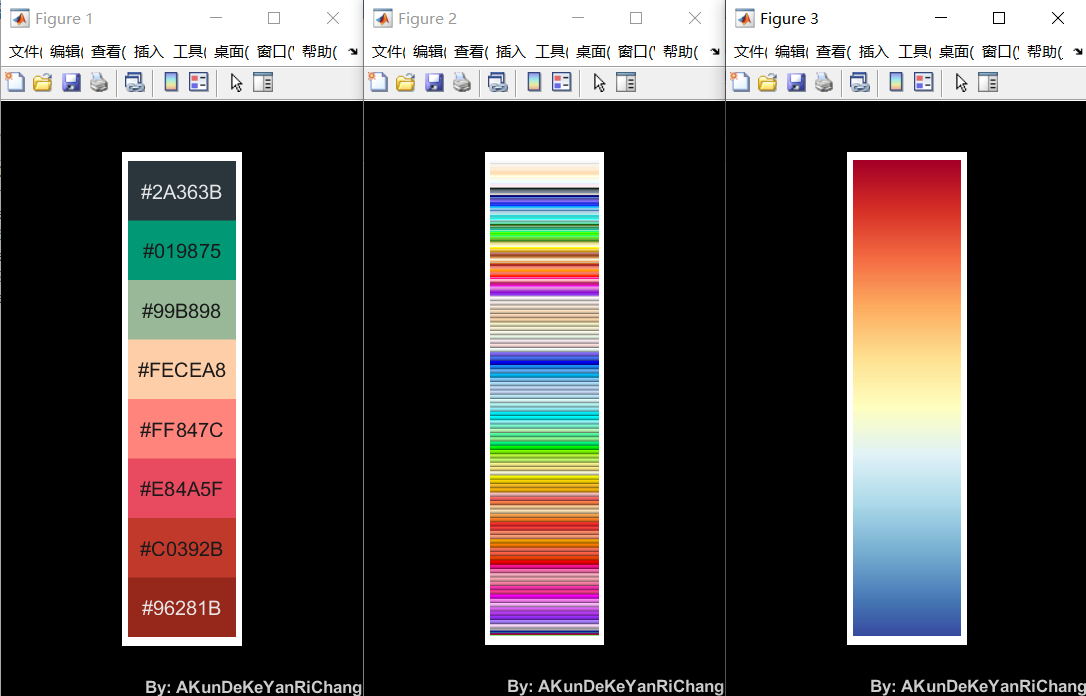 Figure 1
文件( 编辑( 查看( 插入 工具( 桌面( 窗口(' 帮助(
#2A363B
#019875
#99B898
#FECEA8
#FF847C
#E84A5F
#C0392B
#96281B
By: AKunDeKeYanRiChang
Figure 2
文件( 编辑( 查看( 插入 工具( 桌面( 窗口(' 帮助(
By: AKunDeKeYanRiChang
Figure 3
文件( 编辑( 查看( 插入 工具( 桌面( 窗口(' 帮助(
By: AKunDeKeYanRiChang